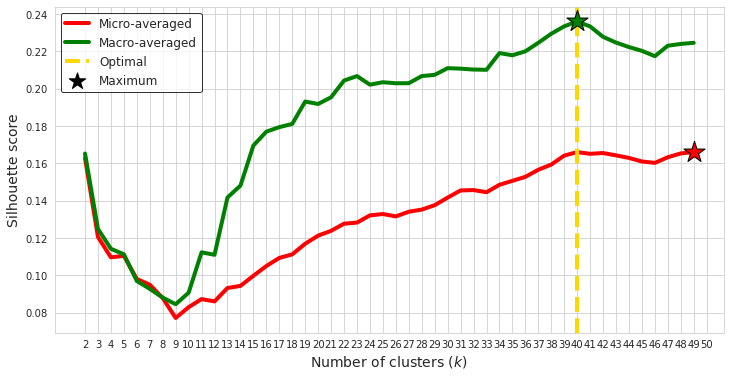 Micro-averaged
Macro-averaged
Optimal
Maximum
Silhouette score
0.24
0.22
0.20
0.18
0.16
0.14
0.12
0.10
0.08
2 3 4 5 6 7 8 9 10 11 12 13 14 15 16 17 18 19 20 21 22 23 24 25 26 27 28 29 30 31 32 33 34 35 36 37 38 39 40 41 42 43 44 45 46 47 48 49 50
Number of clusters (k)